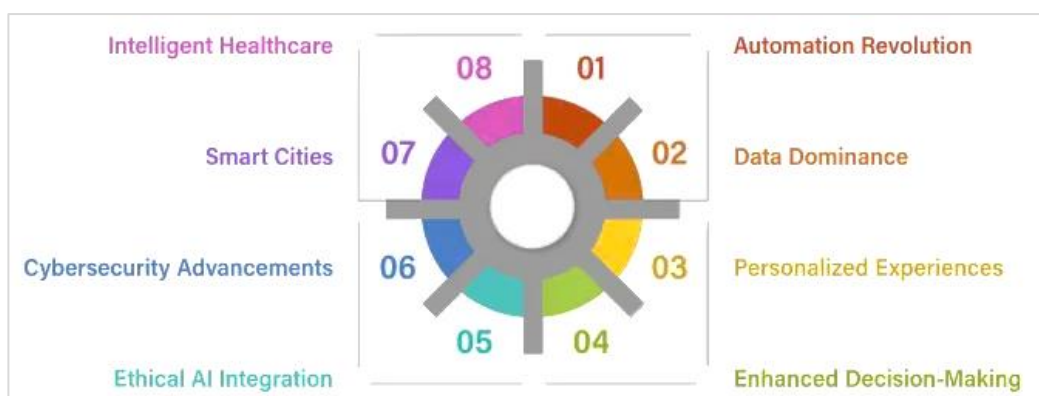 Intelligent Healthcare
08
01
Automation Revolution
Smart Cities
07
02
Data Dominance
Cybersecurity Advancements
06
03
Personalized Experiences
05
04
Ethical AI Integration
Enhanced Decision-Making